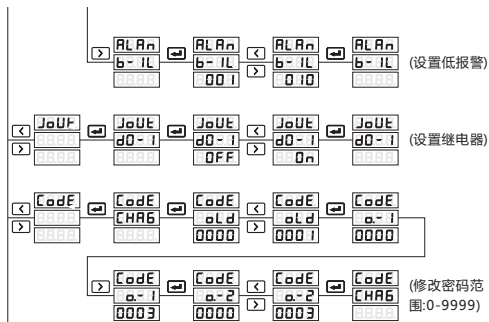 ALAn ALAn ALAn ALAn
b-1L b-1L b-1L b-1L (设置低报警)
001 010
JoUt JoUt JoUt JoUt JoUt
d0-1 d0-1 d0-1 d0-1 (设置继电器)
OFF On
CodE CodE CodE CodE CodE
CHAG oLd oLd o.-1
0000 0001 0000
CodE CodE CodE CodE (修改密码范
o.-1 o.-2 o.-2 CHAG 围:0-9999)
0003 0000 0003